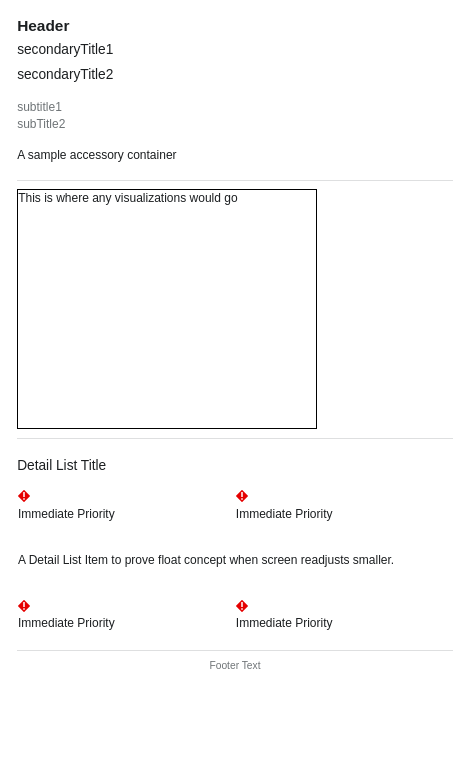 Header
secondaryTitle1
secondaryTitle2
subtitle1
subTitle2
A sample accessory container
This is where any visualizations would go
Detail List Title
Immediate Priority
Immediate Priority
A Detail List Item to prove float concept when screen readjusts smaller.
Immediate Priority
Immediate Priority
Footer Text